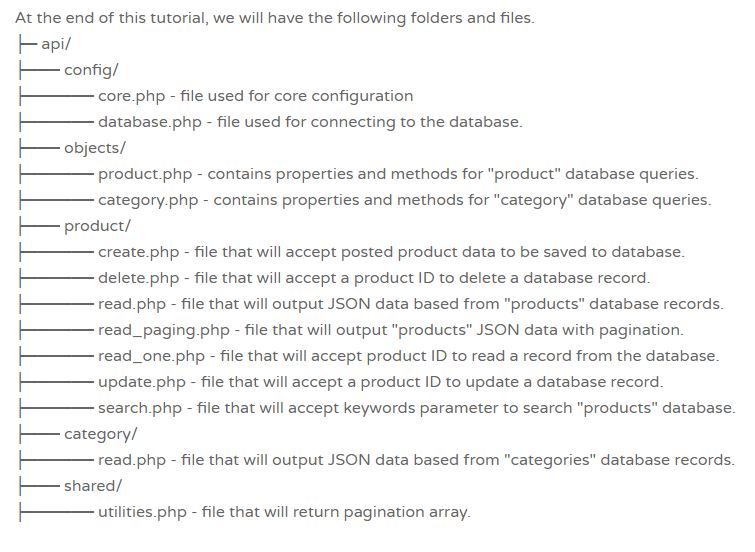 At the end of this tutorial, we will have the following folders and files.
├─ api/
├─── config/
├────── core.php - file used for core configuration
├────── database.php - file used for connecting to the database.
├─── objects/
├────── product.php - contains properties and methods for "product" database queries.
├────── category.php - contains properties and methods for "category" database queries.
├─── product/
├────── create.php - file that will accept posted product data to be saved to database.
├────── delete.php - file that will accept a product ID to delete a database record.
├────── read.php - file that will output JSON data based from "products" database records.
├────── read_paging.php - file that will output "products" JSON data with pagination.
├────── read_one.php - file that will accept product ID to read a record from the database.
├────── update.php - file that will accept a product ID to update a database record.
├────── search.php - file that will accept keywords parameter to search "products" database.
├─── category/
├────── read.php - file that will output JSON data based from "categories" database records.
├─── shared/
├────── utilities.php - file that will return pagination array.